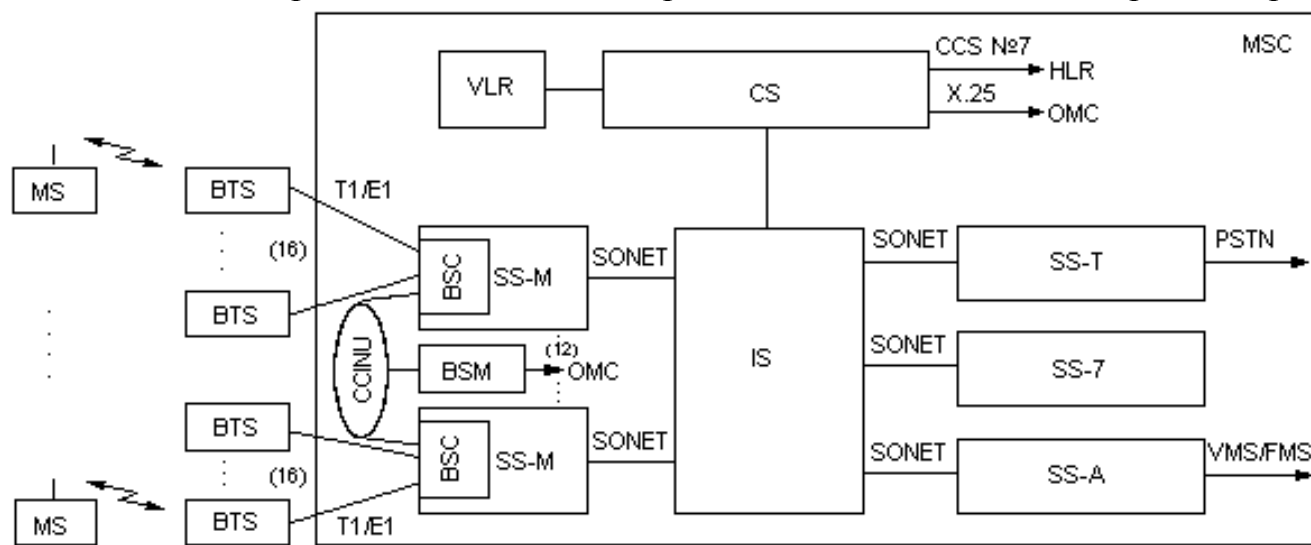 MSC
CCS №7
VLR
CS
HLR
X.25
OMC
MS
BTS
T1/E1
(16)
BSC
SS-M
SONET
SONET
SS-T
PSTN
BTS
CCINU
BSM
(12)
OMC
IS
SONET
SS-7
BTS
BSC
SS-M
SONET
SONET
SS-A
VMS/FMS
(16)
MS
BTS
T1/E1